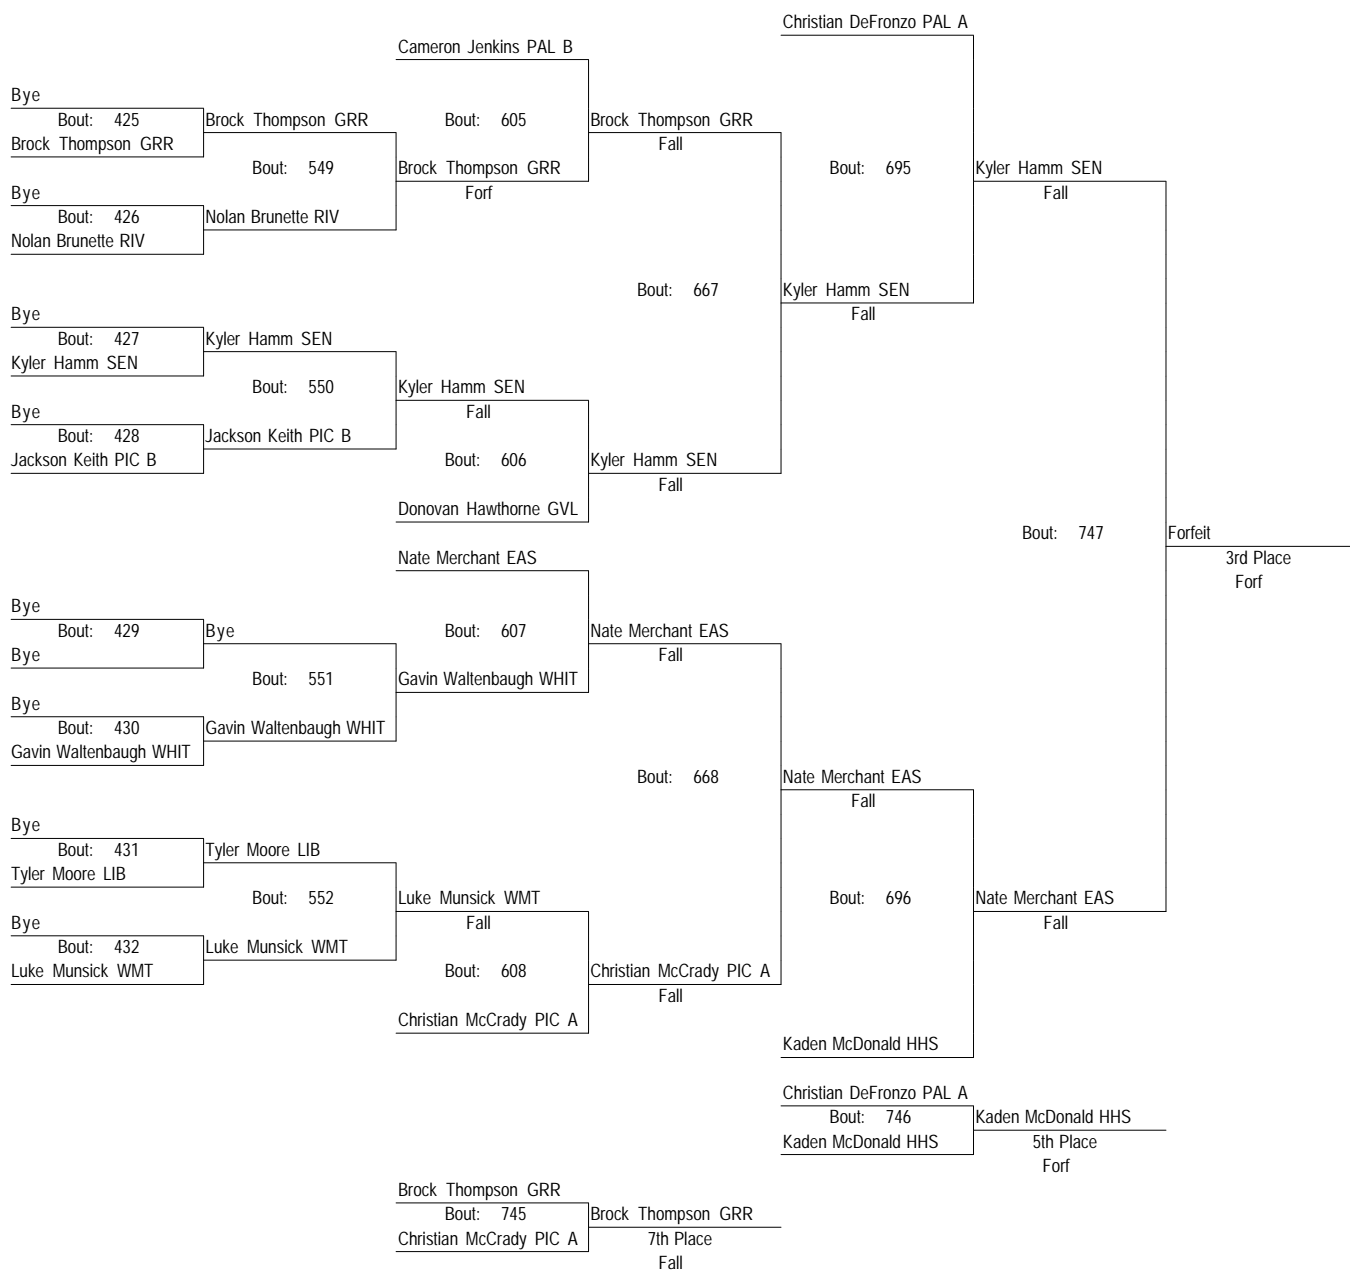 Christian DeFronzo PAL A
Cameron Jenkins PAL B
Bye
Bout: 425 Brock Thompson GRR Bout: 605 Brock Thompson GRR
Brock Thompson GRR Fall
Bout: 549 Brock Thompson GRR Bout: 695 Kyler Hamm SEN
Bye Forf Fall
Bout: 426 Nolan Brunette RIV
Nolan Brunette RIV
Bout: 667 Kyler Hamm SEN
Bye Fall
Bout: 427 Kyler Hamm SEN
Kyler Hamm SEN
Bout: 550 Kyler Hamm SEN
Bye Fall
Bout: 428 Jackson Keith PIC B
Jackson Keith PIC B Bout: 606 Kyler Hamm SEN
Fall
Donovan Hawthorne GVL
Bout: 747 Forfeit
Nate Merchant EAS 3rd Place
Forf
Bye
Bout: 429 Bye Bout: 607 Nate Merchant EAS
Bye Fall
Bout: 551 Gavin Waltenbaugh WHIT
Bye
Bout: 430 Gavin Waltenbaugh WHIT
Gavin Waltenbaugh WHIT
Bout: 668 Nate Merchant EAS
Fall
Bye
Bout: 431 Tyler Moore LIB
Tyler Moore LIB
Bout: 552 Luke Munsick WMT Bout: 696 Nate Merchant EAS
Bye Fall Fall
Bout: 432 Luke Munsick WMT
Luke Munsick WMT Bout: 608 Christian McCrady PIC A
Fall
Christian McCrady PIC A
Kaden McDonald HHS
Christian DeFronzo PAL A
Bout: 746 Kaden McDonald HHS
Kaden McDonald HHS 5th Place
Forf
Brock Thompson GRR
Bout: 745 Brock Thompson GRR
Christian McCrady PIC A 7th Place
Fall